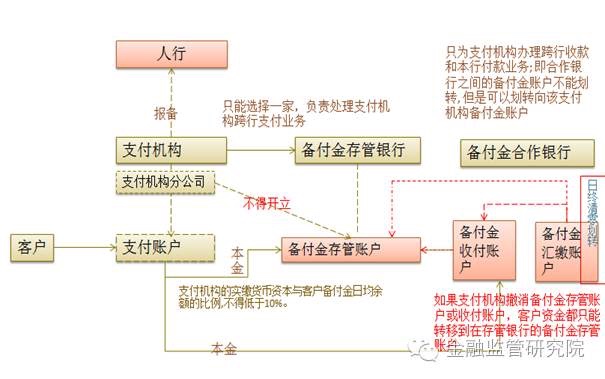 人行
只为支付机构办理跨行收款
和本行付款业务;即合作银
行之间的备付金账户不能划
转,但是可以划转向该支付
机构备付金账户
报备
只能选择一家，负责处理支付机
构跨行支付业务
支付机构
备付金存管银行
备付金合作银行
支付机构分公司
不得开立
日终清零划转
客户
支付账户
本金
备付金存管账户
备付金
收付账
户
备付金
汇缴账
户
支付机构的实缴货币资本与客户备付金日均余
额的比例,不得低于10%。
如果支付机构撤消备付金存管账
户或收付账户，客户资金都只能
转移到在存管银行的备付金存管
账户
本金
金融监管研究院